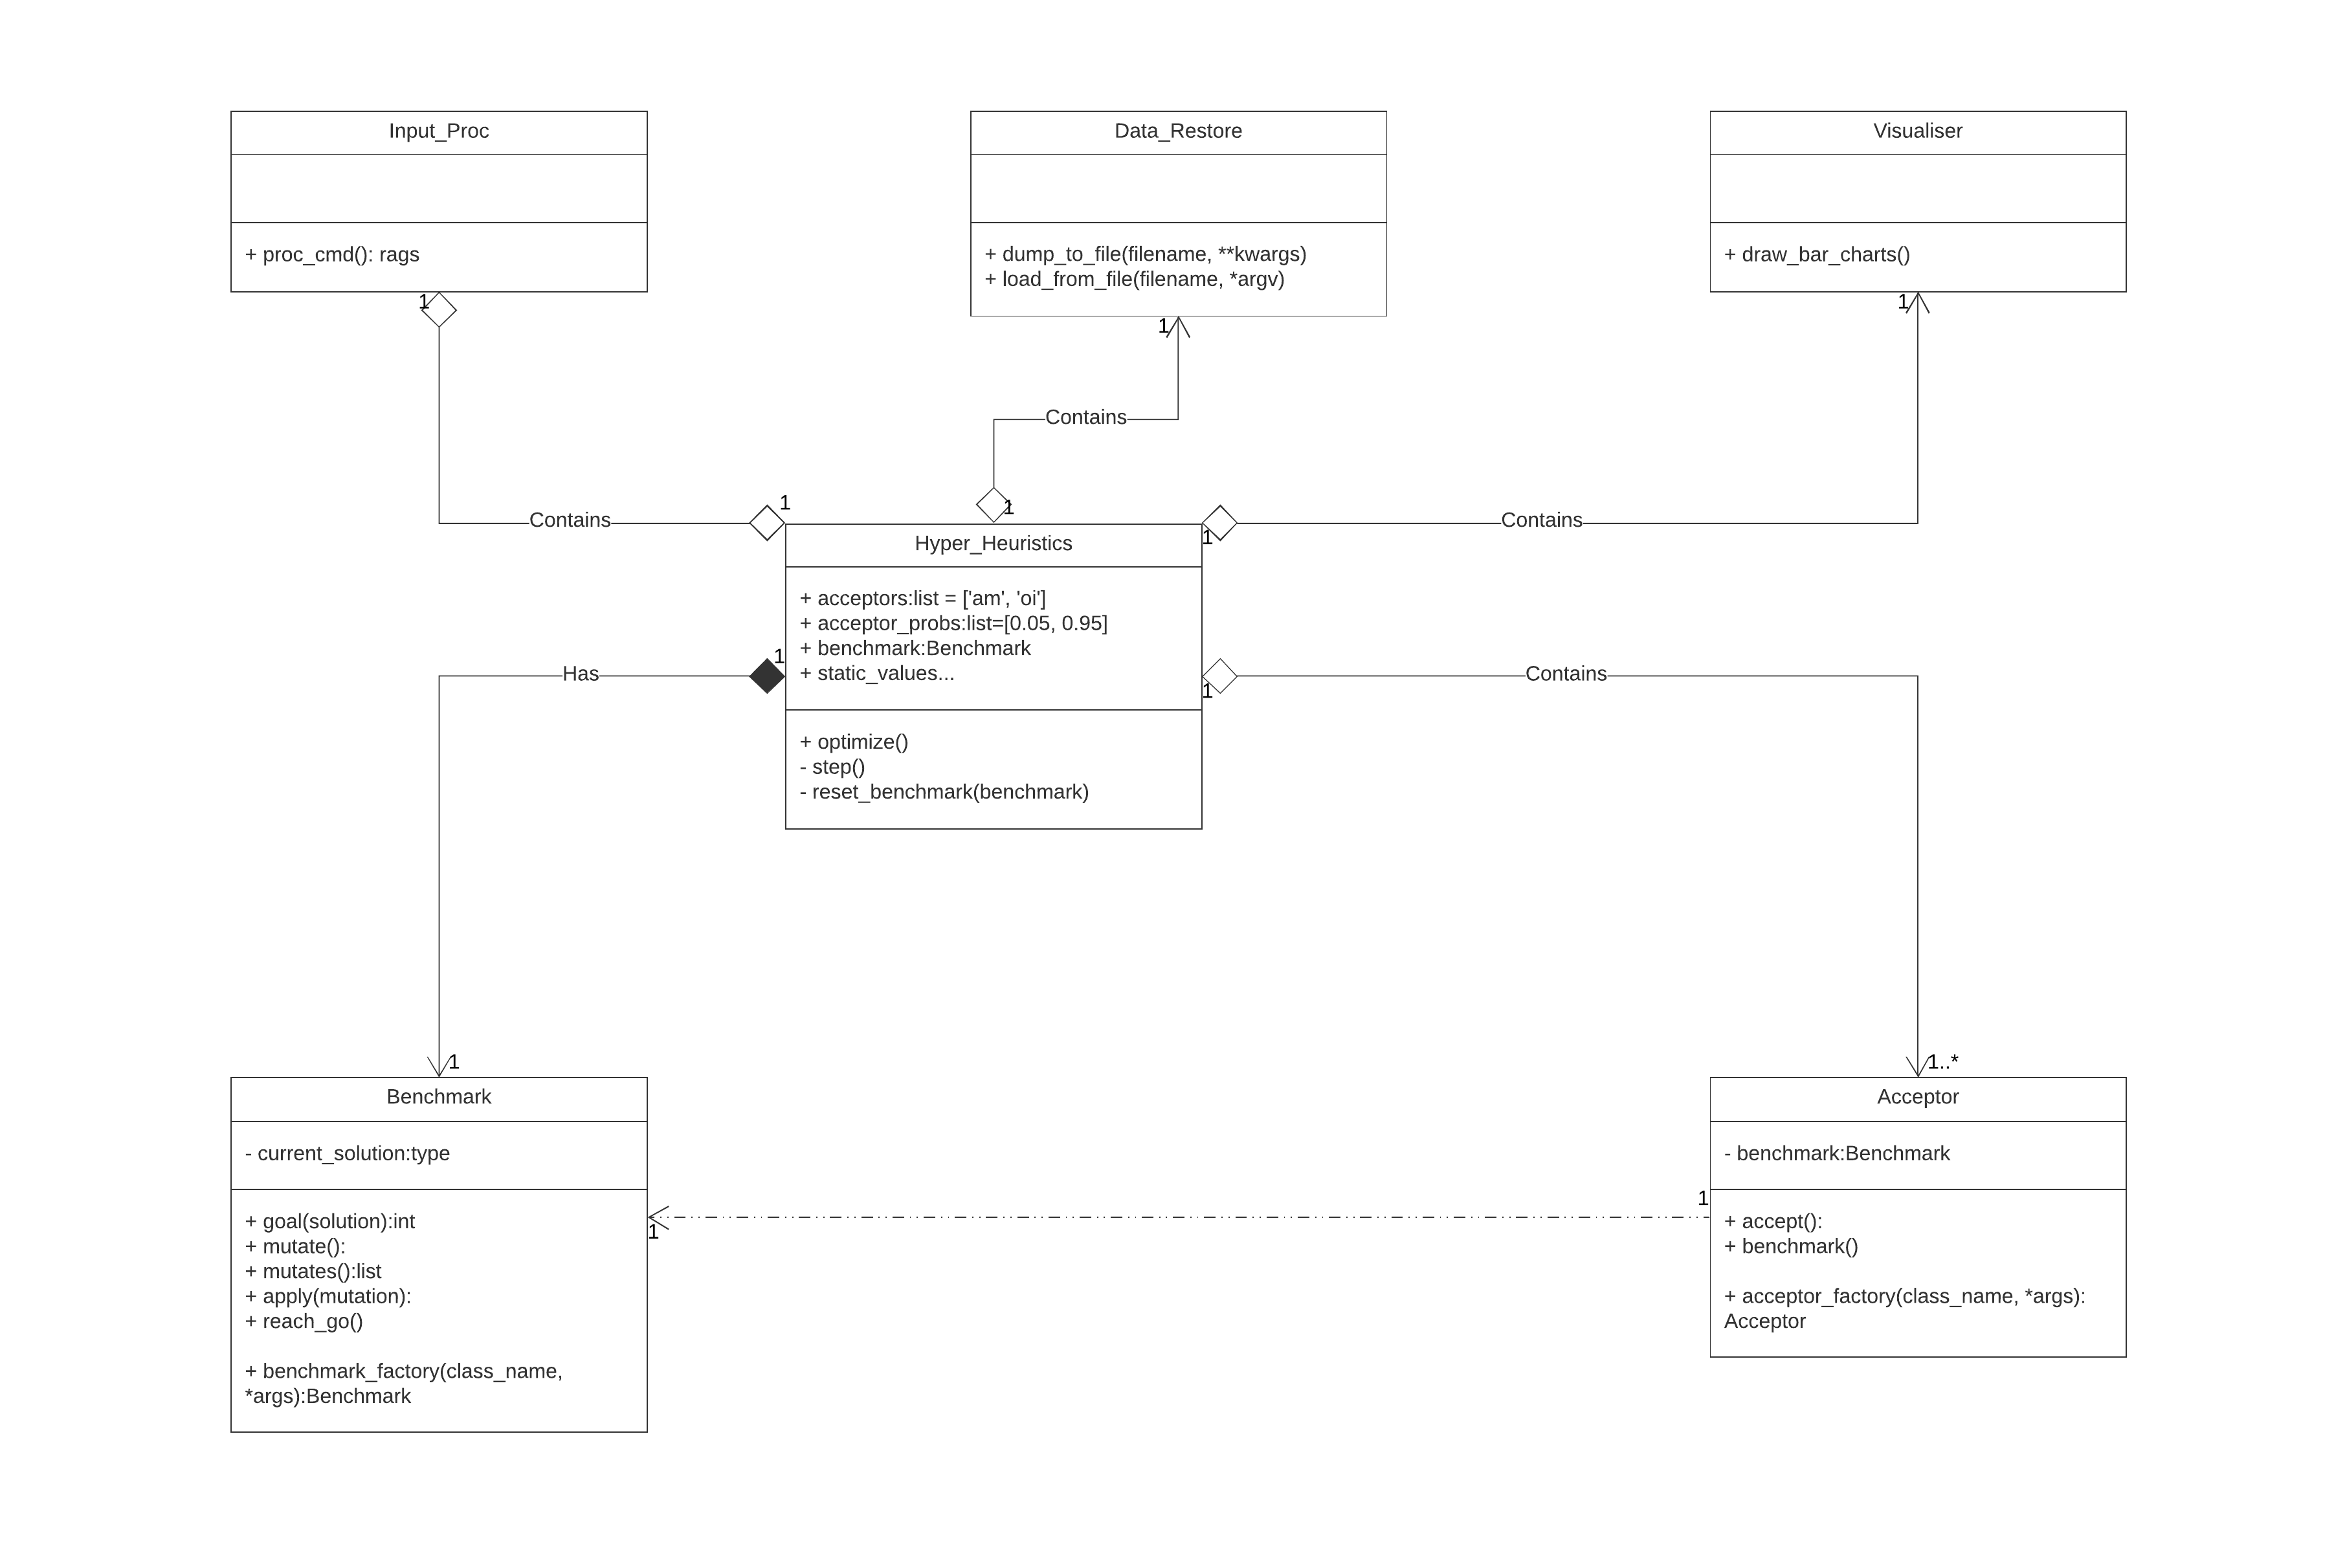 Input_Proc
+ proc_cmd(): rags
1
Data_Restore
+ dump_to_file(filename, **kwargs)
+ load_from_file(filename, *argv)
1
Visualiser
+ draw_bar_charts()
1
Contains
Contains
Contains
1
1
1
Hyper_Heuristics
+ acceptors:list = ['am', 'oi']
+ acceptor_probs:list=[0.05, 0.95]
+ benchmark:Benchmark
+ static_values...
+ optimize()
- step()
- reset_benchmark(benchmark)
Has
1
Contains
1
1
Benchmark
- current_solution:type
+ goal(solution):int
+ mutate():
+ mutates():list
+ apply(mutation):
+ reach_go()
+ benchmark_factory(class_name,
*args):Benchmark
1
1
1..*
Acceptor
- benchmark:Benchmark
+ accept():
+ benchmark()
+ acceptor_factory(class_name, *args):
Acceptor